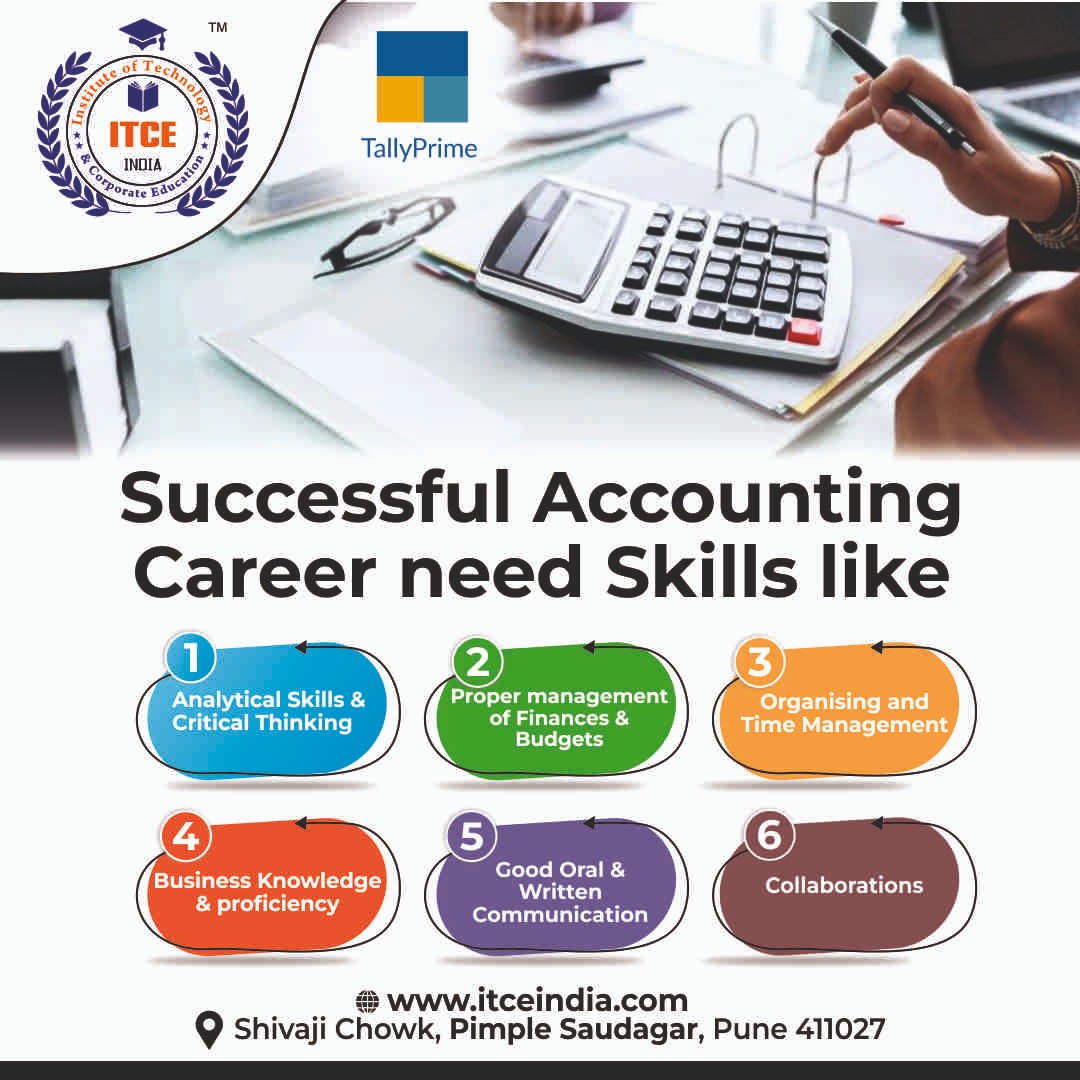 TM
Institute of Technology
ITCE
INDIA
& Corporate Education
TallyPrime
Successful Accounting
Career need Skills like
1
Analytical Skills &
Critical Thinking
2
Proper management
of Finances &
Budgets
3
Organising and
Time Management
4
Business Knowledge
& proficiency
5
Good Oral &
Written
Communication
6
Collaborations
www.itceindia.com
Shivaji Chowk, Pimple Saudagar, Pune 411027